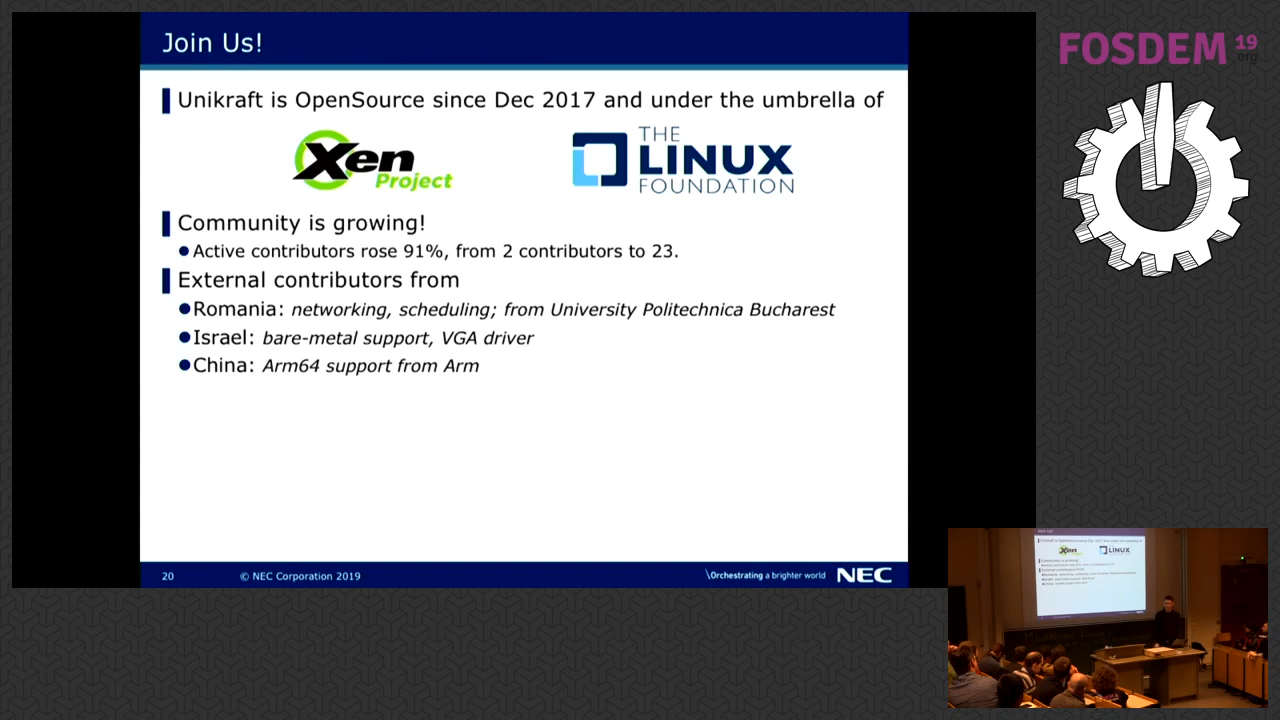 Join Us!
FOSDEM 19
.org
Unikraft is OpenSource since Dec 2017 and under the umbrella of
Xen Project
THE LINUX FOUNDATION
Community is growing!
Active contributors rose 91%, from 2 contributors to 23.
External contributors from
Romania: networking, scheduling; from University Politechnica Bucharest
Israel: bare-metal support, VGA driver
China: Arm64 support from Arm
20 © NEC Corporation 2019 \Orchestrating a brighter world NEC